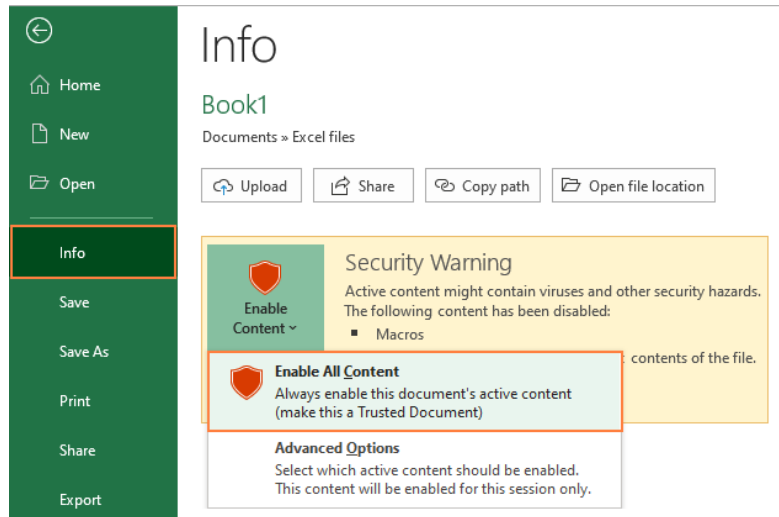 Info
Book1
Documents » Excel files
Home
New
Open
Upload
Share
Copy path
Open file location
Info
Save
Save As
Print
Share
Export
Enable
Content
Security Warning
Active content might contain viruses and other security hazards.
The following content has been disabled:
▪ Macros
contents of the file.
Enable All Content
Always enable this document's active content
(make this a Trusted Document)
Advanced Options
Select which active content should be enabled.
This content will be enabled for this session only.